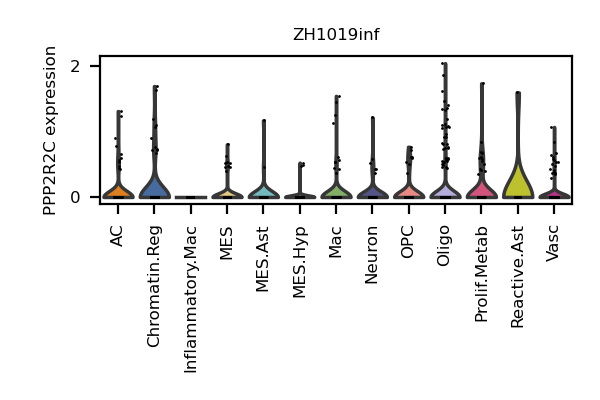 ZH1019inf
PPP2R2C expression
2
0
AC
Chromatin.Reg
Inflammatory.Mac
MES
MES.Ast
MES.Hyp
Mac
Neuron
OPC
Oligo
Prolif.Metab
Reactive.Ast
Vasc